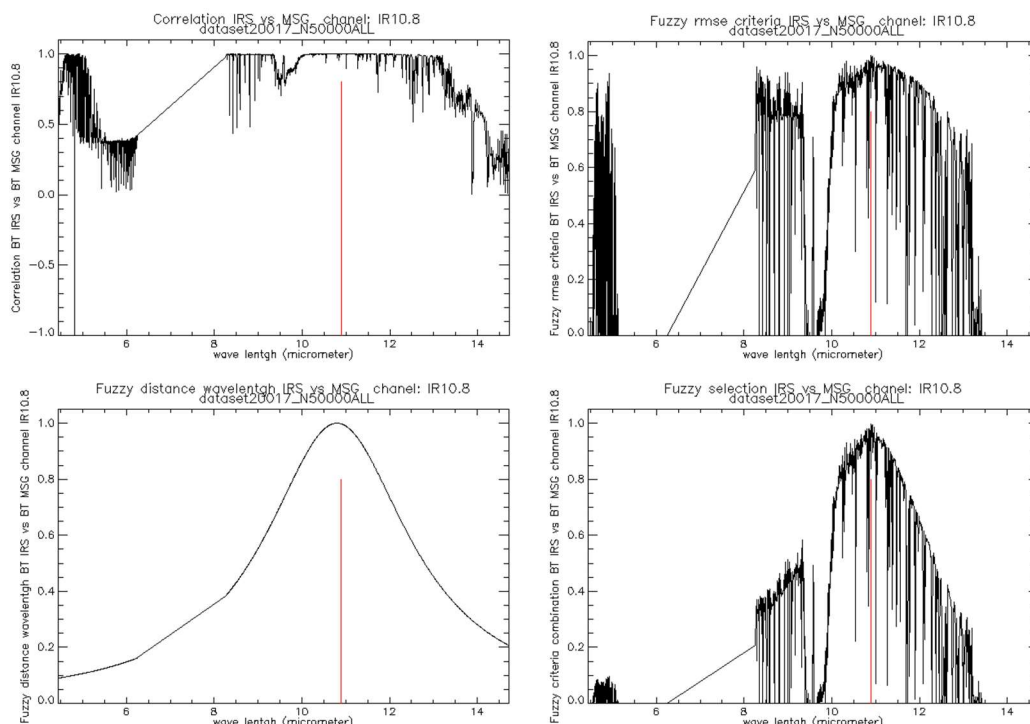 Correlation IRS vs MSG chanel: IR10.8
dataset20017_N50000ALL
Correlation BT IRS vs BT MSG channel IR10.8
1.0
0.5
0.0
−0.5
−1.0
6 8 10 12 14
wave lentgh (micrometer)
Fuzzy rmse criteria IRS vs MSG channel: IR10.8
dataset20017_N50000ALL
Fuzzy rmse criteria BT IRS vs BT MSG channel IR10.8
1.0
0.8
0.6
0.4
0.2
0.0
6 8 10 12 14
wave lentgh (micrometer)
Fuzzy distance wavelentgh IRS vs MSG chanel: IR10.8
dataset20017_N50000ALL
Fuzzy distance wavelentgh BT IRS vs BT MSG channel IR10.8
1.0
0.8
0.6
0.4
0.2
0.0
6 8 10 12 14
wave lentgh (micrometer)
Fuzzy selection IRS vs MSG channel: IR10.8
dataset20017_N50000ALL
Fuzzy criteria combination BT IRS vs BT MSG channel IR10.8
1.0
0.8
0.6
0.4
0.2
0.0
6 8 10 12 14
wave lentgh (micrometer)